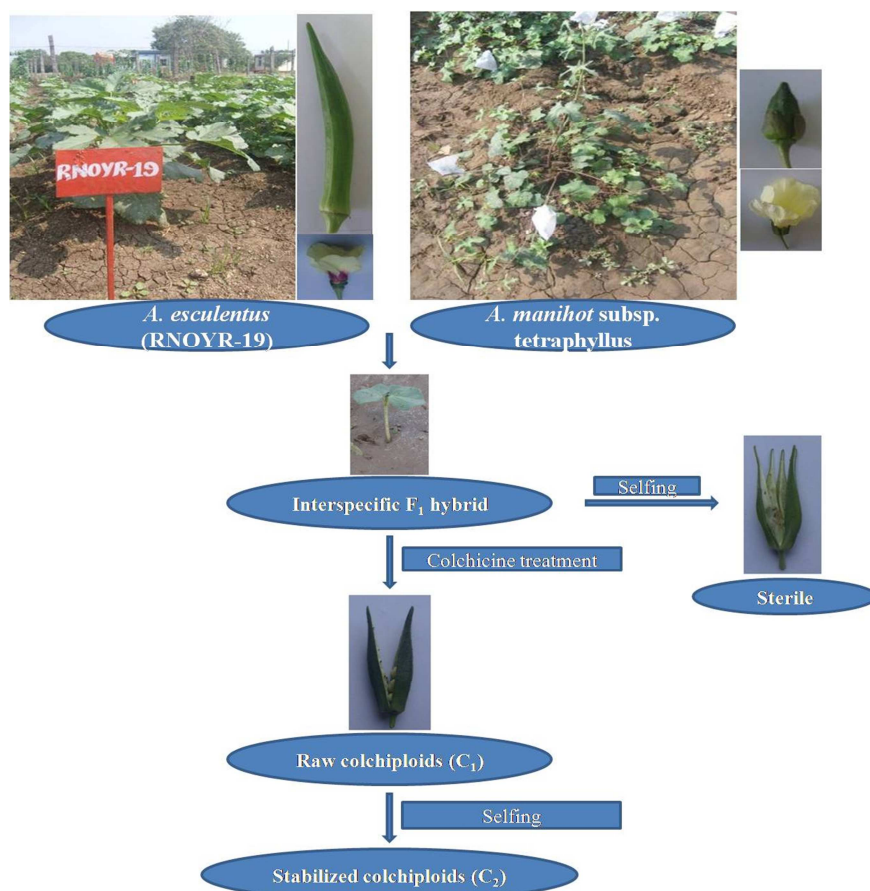 RNOYR-19
A. esculentus
(RNOYR-19)
A. manihot subsp.
tetraphyllus
Interspecific F₁ hybrid
Selfing
Colchicine treatment
Sterile
Raw colchiploids (C₁)
Selfing
Stabilized colchiploids (C₂)